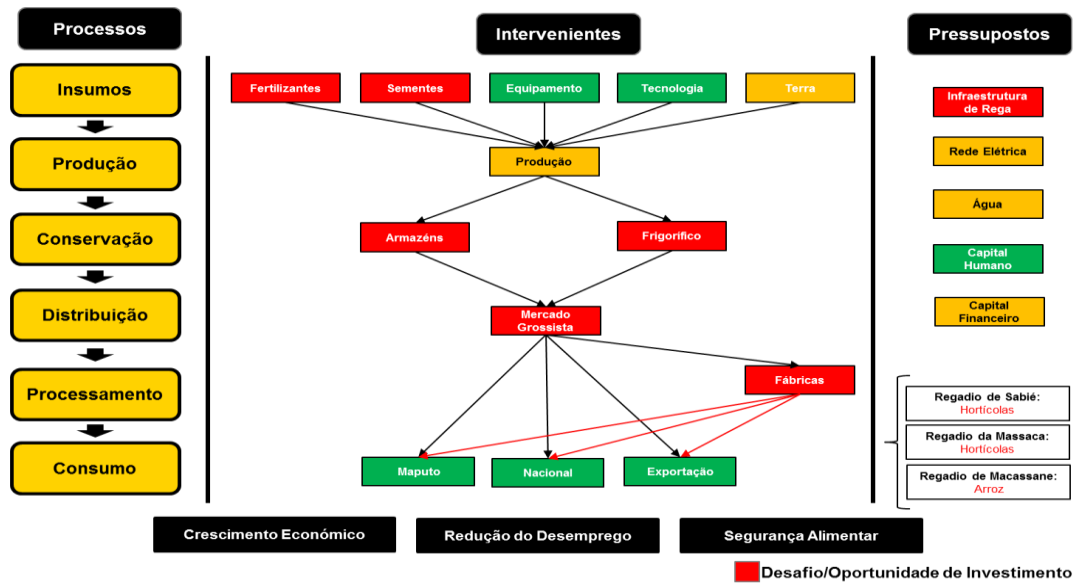 Processos
Intervenientes
Pressupostos
Insumos
Fertilizantes
Sementes
Equipamento
Tecnologia
Terra
Infraestrutura
de Rega
Produção
Produção
Rede Elétrica
Água
Conservação
Armazéns
Frigorífico
Capital
Humano
Distribuição
Mercado
Grossista
Capital
Financeiro
Processamento
Fábricas
Regadio de Sabié:
Hortícolas
Regadio da Massaca:
Hortícolas
Consumo
Maputo
Nacional
Exportação
Regadio de Macassane:
Arroz
Crescimento Económico
Redução do Desemprego
Segurança Alimentar
Desafio/Oportunidade de Investimento